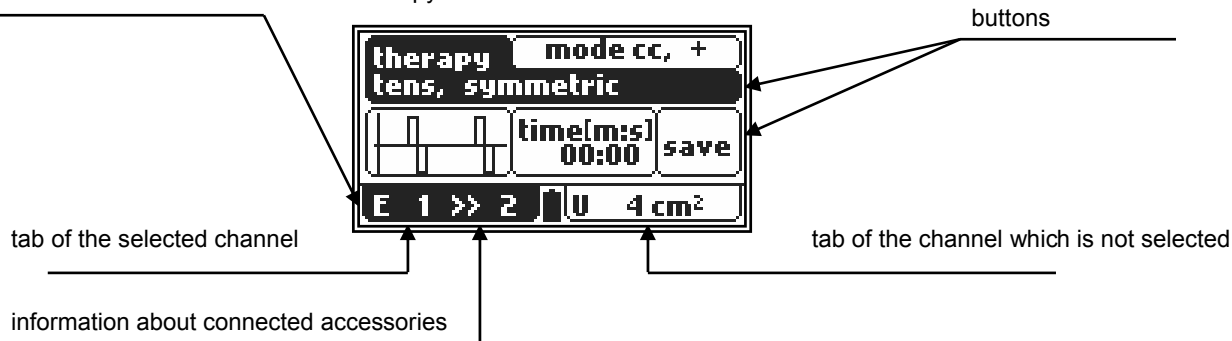 buttons
therapy
mode cc, +
tens, symmetric
time[m:s]
00:00
save
E 1 >> 2
U 4 cm²
tab of the selected channel
tab of the channel which is not selected
information about connected accessories